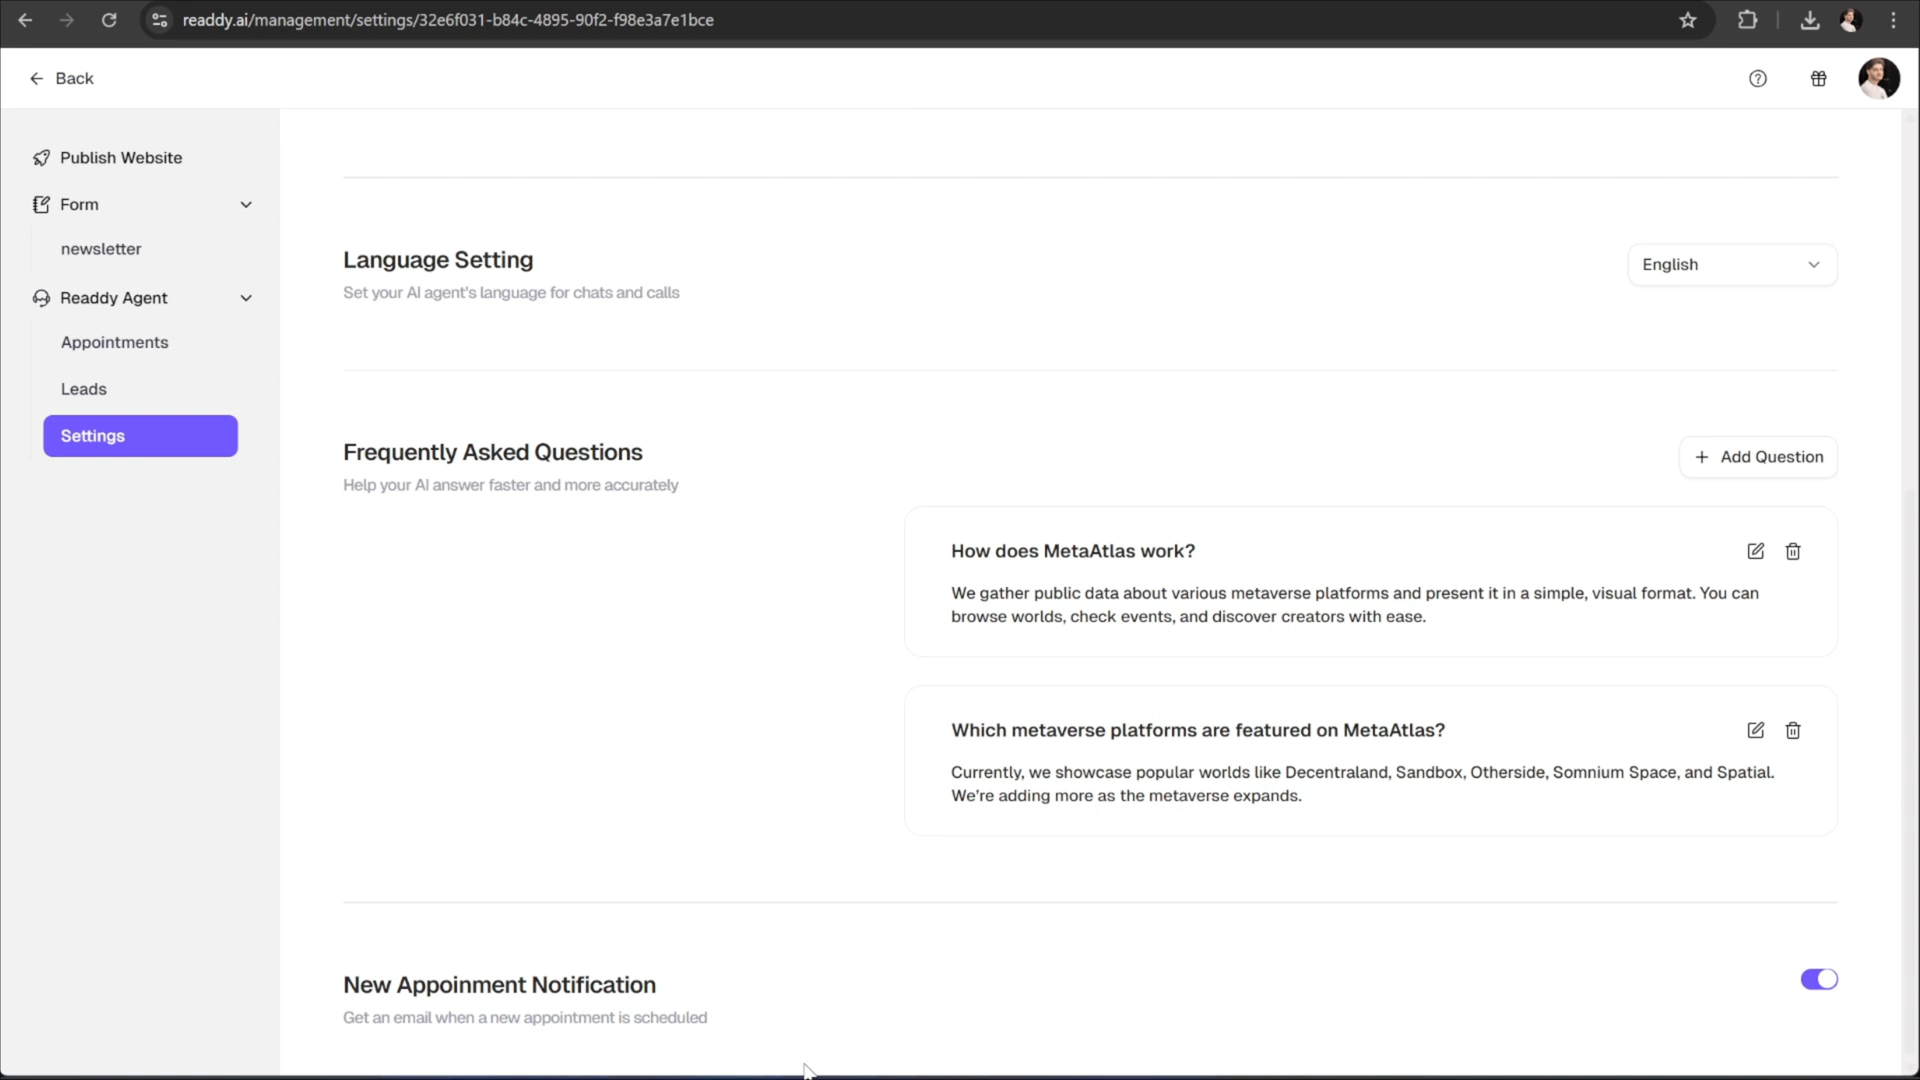 readdy.ai/management/settings/32e6f031-b84c-4895-90f2-f98e3a7e1bce
Back
Publish Website
Form
newsletter
Readdy Agent
Appointments
Leads
Settings
Language Setting
Set your AI agent's language for chats and calls
English
Frequently Asked Questions
Help your AI answer faster and more accurately
Add Question
How does MetaAtlas work?
We gather public data about various metaverse platforms and present it in a simple, visual format. You can
browse worlds, check events, and discover creators with ease.
Which metaverse platforms are featured on MetaAtlas?
Currently, we showcase popular worlds like Decentraland, Sandbox, Otherside, Somnium Space, and Spatial.
We're adding more as the metaverse expands.
New Appoinment Notification
Get an email when a new appointment is scheduled